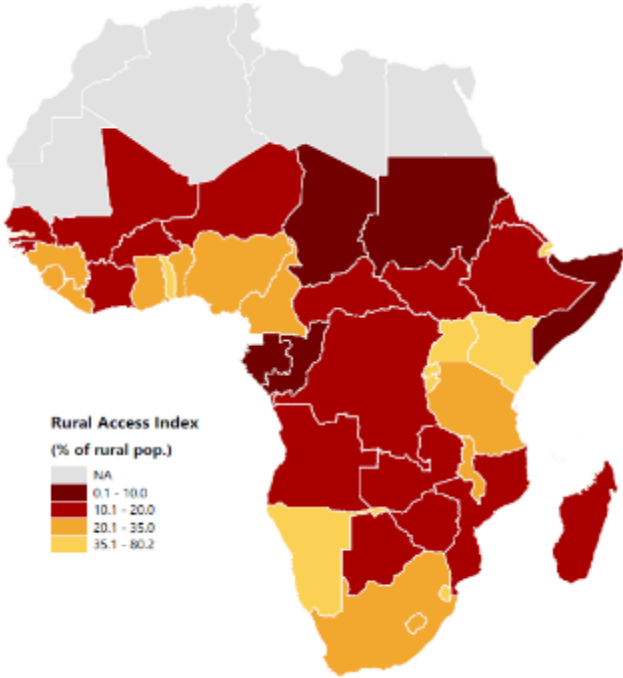 Rural Access Index
(% of rural pop.)
NA
0.1 - 10.0
10.1 - 20.0
20.1 - 35.0
35.1 - 80.2